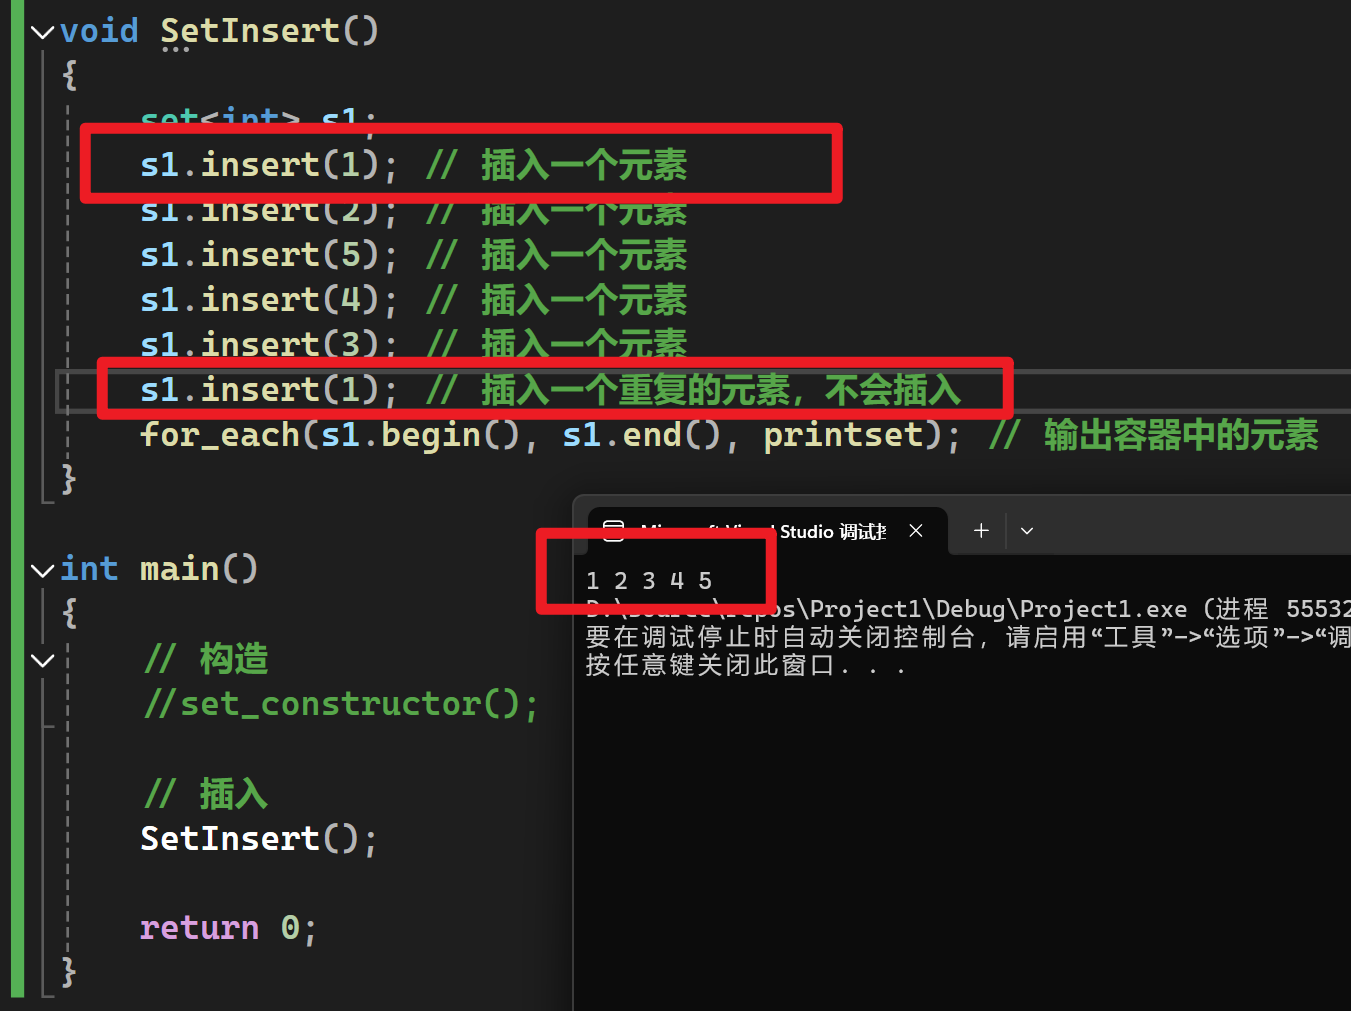 void SetInsert()
{
set<int> s1;
s1.insert(1); // 插入一个元素
s1.insert(2); // 插入一个元素
s1.insert(5); // 插入一个元素
s1.insert(4); // 插入一个元素
s1.insert(3); // 插入一个元素
s1.insert(1); // 插入一个重复的元素，不会插入
for_each(s1.begin(), s1.end(), printset); // 输出容器中的元素
}
int main()
{
// 构造
//set_constructor();
// 插入
SetInsert();
return 0;
}
Microsoft Visual Studio 调试控
1 2 3 4 5
D:\Source\repos\Project1\Debug\Project1.exe (进程 55532
要在调试停止时自动关闭控制台，请启用“工具”->“选项”->“调
按任意键关闭此窗口. . .